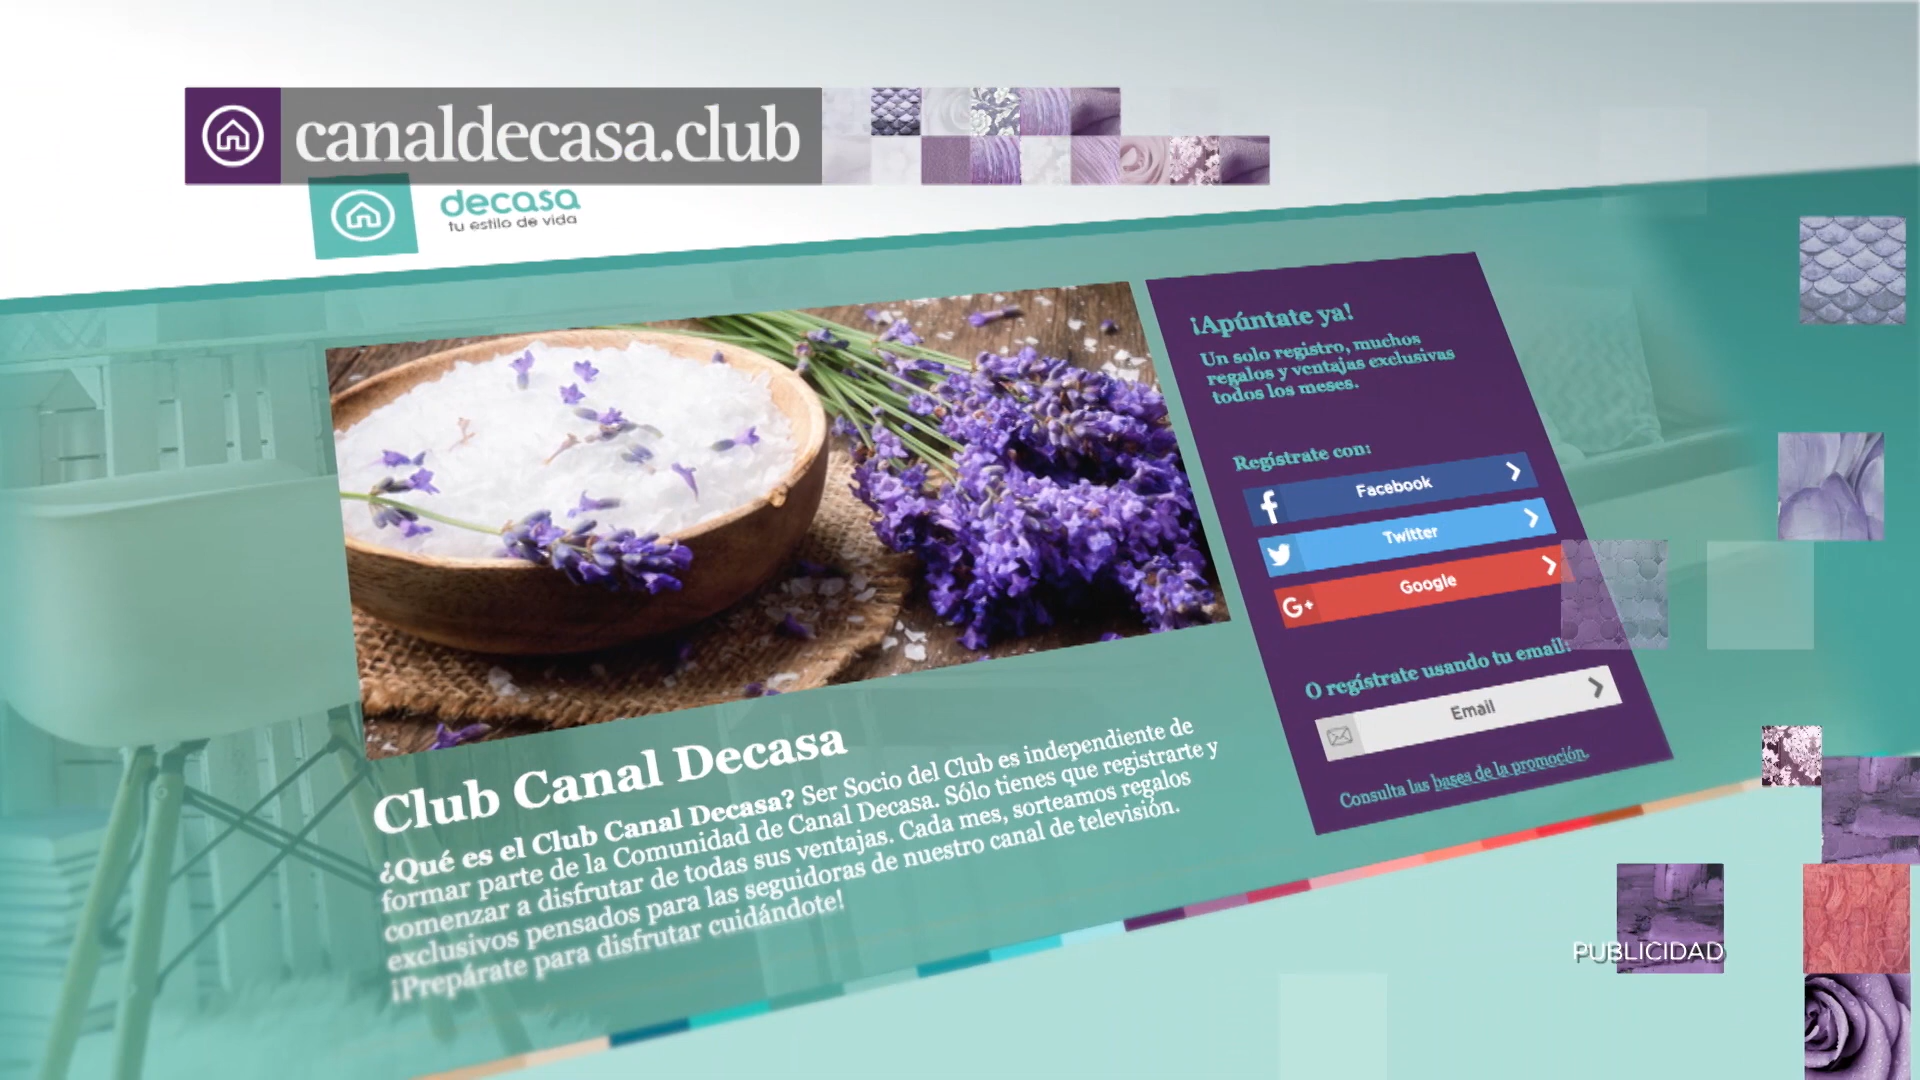 canaldecasa.club
decasa
tu estilo de vida
¡Apúntate ya!
Un solo registro, muchos
regalos y ventajas exclusivas
todos los meses.
Regístrate con:
Facebook
Twitter
G+ Google
O regístrate usando tu email:
Email
Consulta las bases de la promoción.
Club Canal Decasa
¿Qué es el Club Canal Decasa? Ser Socio del Club es independiente de
formar parte de la Comunidad de Canal Decasa. Sólo tienes que registrarte y
comenzar a disfrutar de todas sus ventajas. Cada mes, sorteamos regalos
exclusivos pensados para las seguidoras de nuestro canal de televisión.
¡Prepárate para disfrutar cuidándote!
PUBLICIDAD